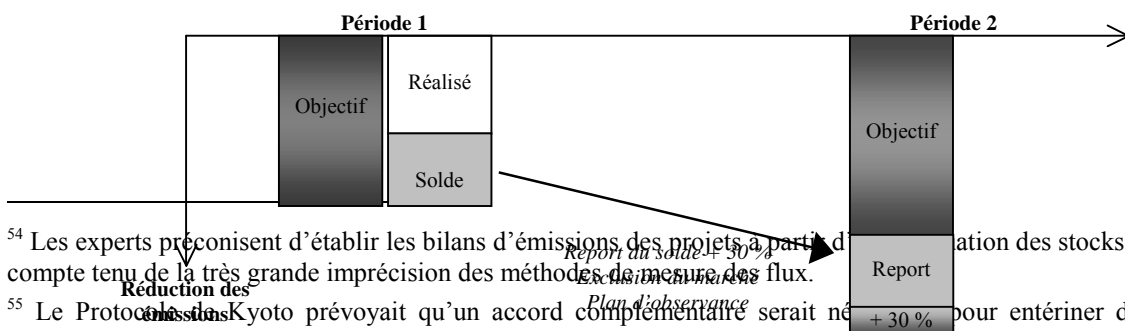 Période 1
Période 2
Objectif
Réalisé
Solde
Objectif
Report
+ 30 %
Report du solde + 30 %
Exclusion du marché
Plan d'observance
Réduction des
émissions
54 Les experts préconisent d'établir les bilans d'émissions des projets à partir stocks
compte tenu de la très grande imprécision des méthodes de mesure des flux.
55 Le Protocole de Kyoto prévoyait qu'un accord complémentaire serait pour entériner